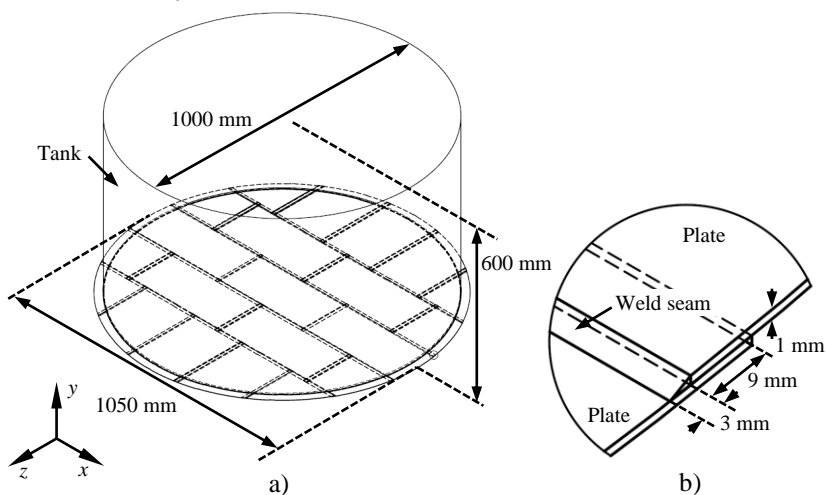 1000 mm
Tank
600 mm
1050 mm
y
z
x
a)
Plate
Weld seam
1 mm
9 mm
Plate
3 mm
b)